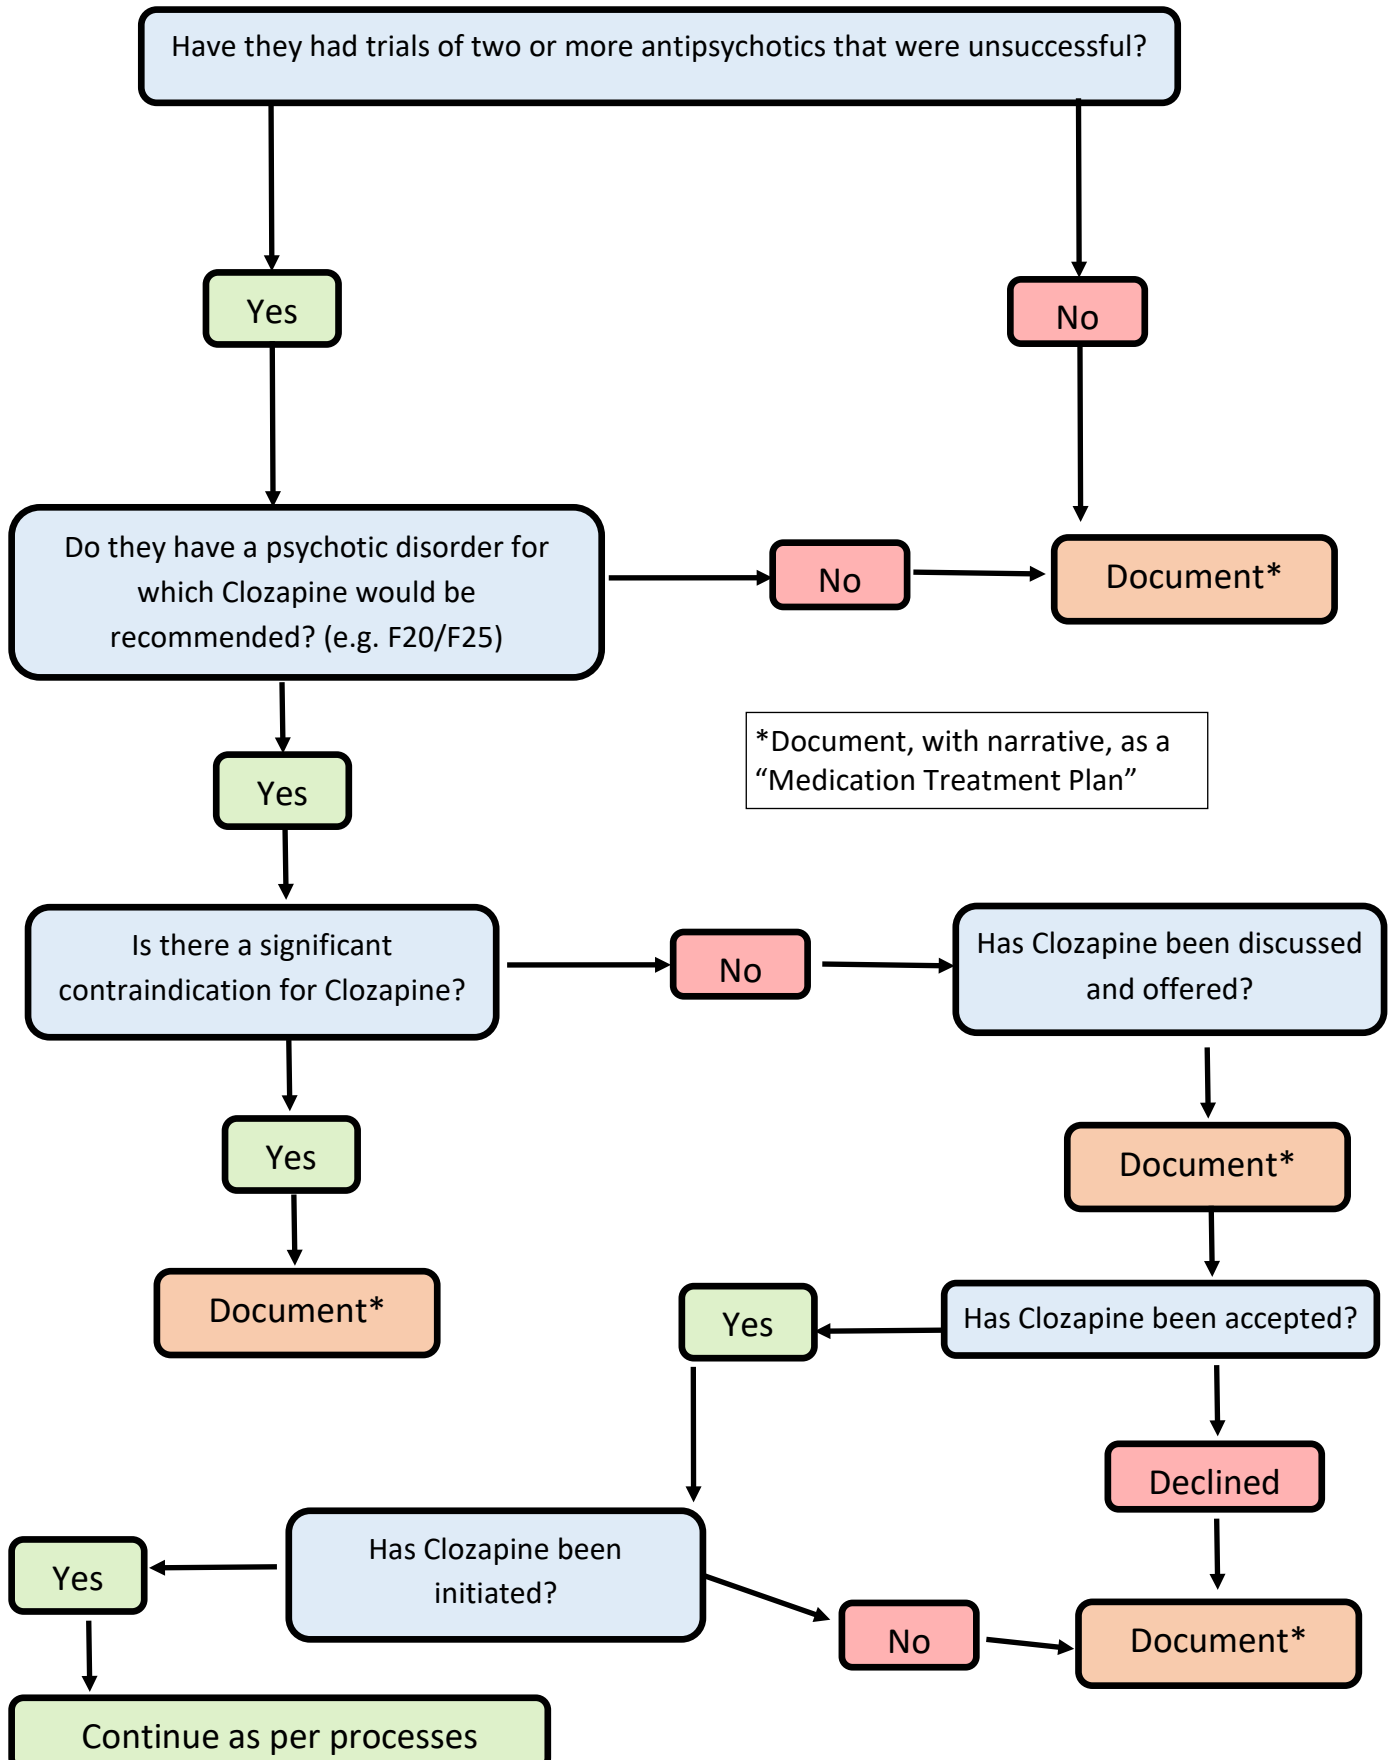 Have they had trials of two or more antipsychotics that were unsuccessful?
Yes
No
Do they have a psychotic disorder for
which Clozapine would be
recommended? (e.g. F20/F25)
No
Document*
*Document, with narrative, as a
“Medication Treatment Plan”
Yes
Is there a significant
contraindication for Clozapine?
No
Has Clozapine been discussed
and offered?
Yes
Document*
Document*
Has Clozapine been accepted?
Yes
Declined
Has Clozapine been
initiated?
Yes
No
Document*
Continue as per processes